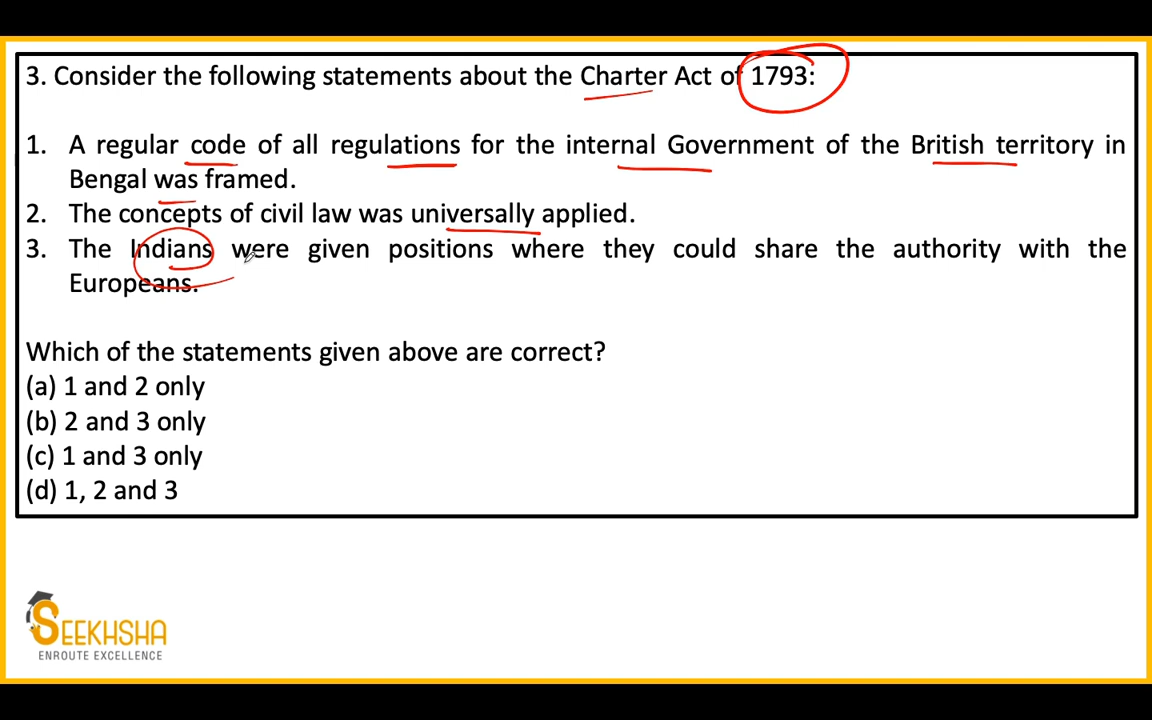 3. Consider the following statements about the Charter Act of 1793:
1. A regular code of all regulations for the internal Government of the British territory in
Bengal was framed.
2. The concepts of civil law was universally applied.
3. The Indians were given positions where they could share the authority with the
Europeans.
Which of the statements given above are correct?
(a) 1 and 2 only
(b) 2 and 3 only
(c) 1 and 3 only
(d) 1, 2 and 3
SEEKHSHA
ENROUTE EXCELLENCE